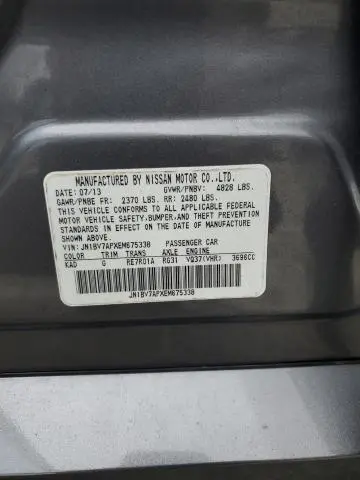 MANUFACTURED BY NISSAN MOTOR CO.,LTD.
DATE: 07/13 GVWR/PNBV: 4828 LBS.
GAWR/PNBE FR: 2370 LBS. RR: 2480 LBS.
THIS VEHICLE CONFORMS TO ALL APPLICABLE FEDERAL
MOTOR VEHICLE SAFETY,BUMPER,AND THEFT PREVENTION
STANDARDS IN EFFECT ON THE DATE OF MANUFACTURE
SHOWN ABOVE.
VIN: JN1BV7APXEM675338 PASSENGER CAR
COLOR TRIM TRANS AXLE ENGINE
KAD G RE7R01A RG31 VQ37(VHR) 3696CC
JN1BV7APXEM675338